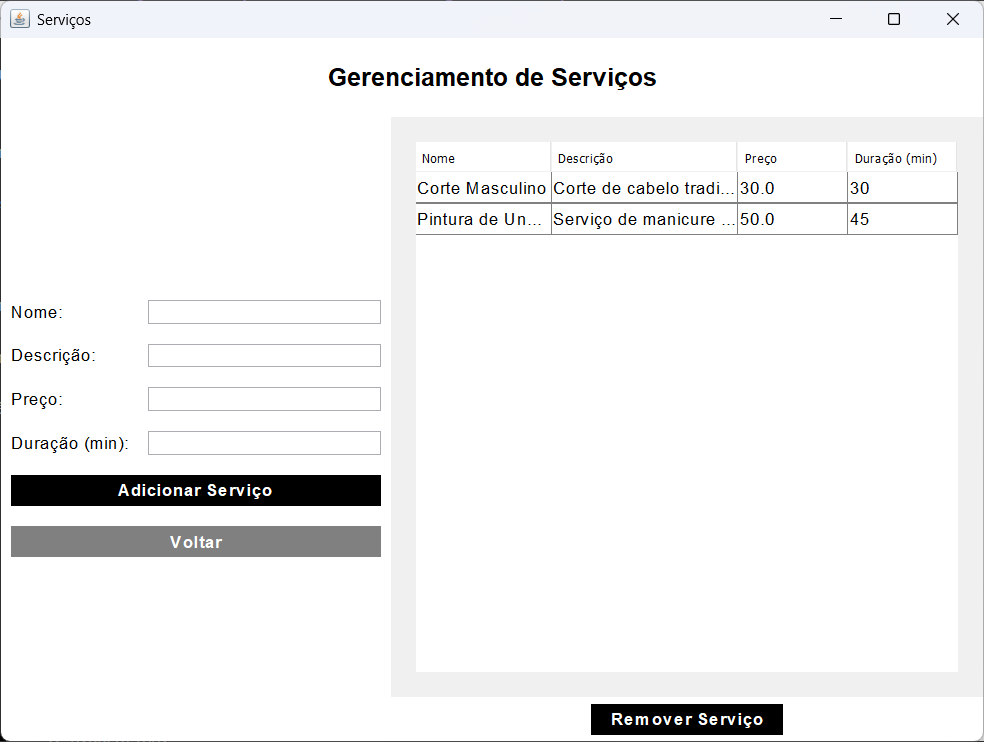 Serviços
Gerenciamento de Serviços
Nome Descrição Preço Duração (min)
Corte Masculino Corte de cabelo tradi... 30.0 30
Pintura de Un... Serviço de manicure ... 50.0 45
Nome:
Descrição:
Preço:
Duração (min):
Adicionar Serviço
Voltar
Remover Serviço